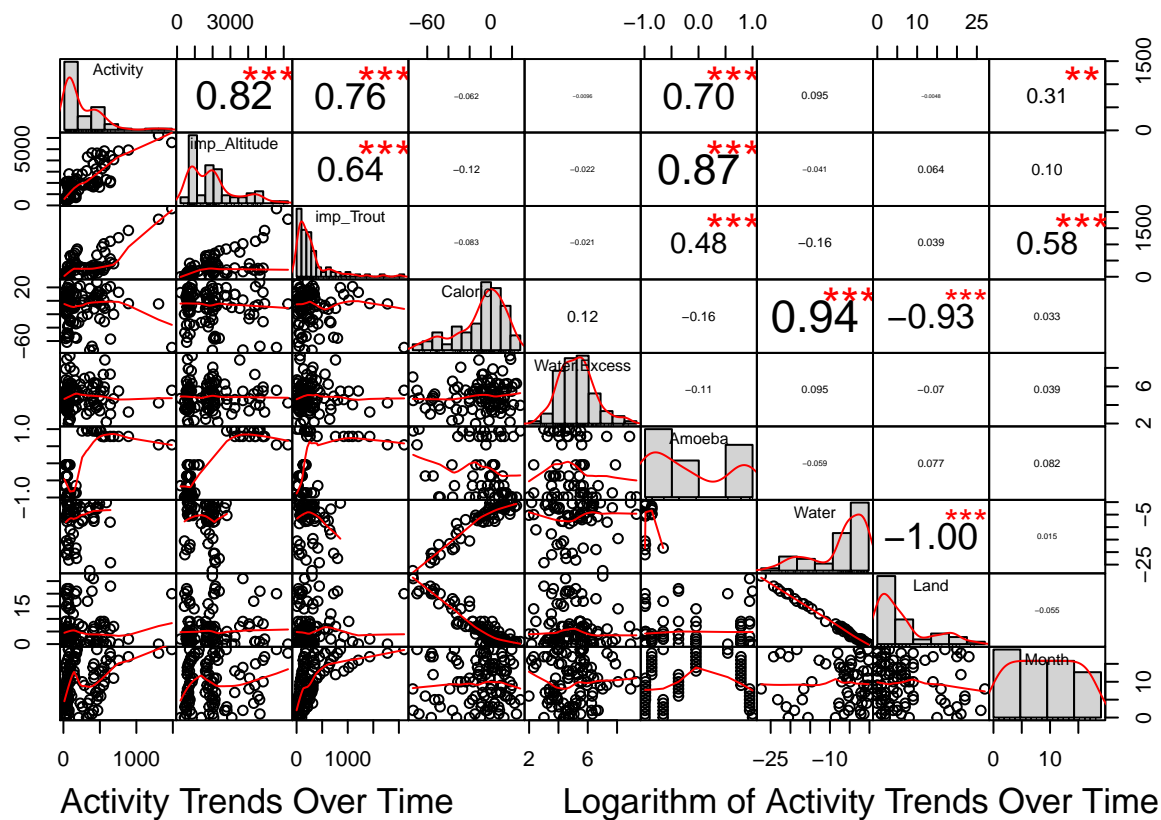 0 3000 −60 0 −1.0 0.0 1.0 0 10 25
Activity 0.82 *** 0.76 *** −0.062 −0.0096 0.70 *** 0.095 −0.0048 0.31 ** 0 1500
0 5000 imp_Altitude 0.64 *** −0.12 −0.022 0.87 *** −0.041 0.064 0.10
imp_Trout −0.083 −0.021 0.48 *** −0.16 0.039 0.58 *** 0 1500
−60 20 0.12 −0.16 0.94 *** −0.93 *** 0.033
Water.Excess −0.11 0.095 −0.07 0.039 2 6
−1.0 1.0 Amoeba −0.059 0.077 0.082
Water −1.00 *** 0.015 −25 −5
0 15 Land −0.055
Month 0 10
0 1000 0 1000 2 6 −25 −10 0 10
Activity Trends Over Time Logarithm of Activity Trends Over Time